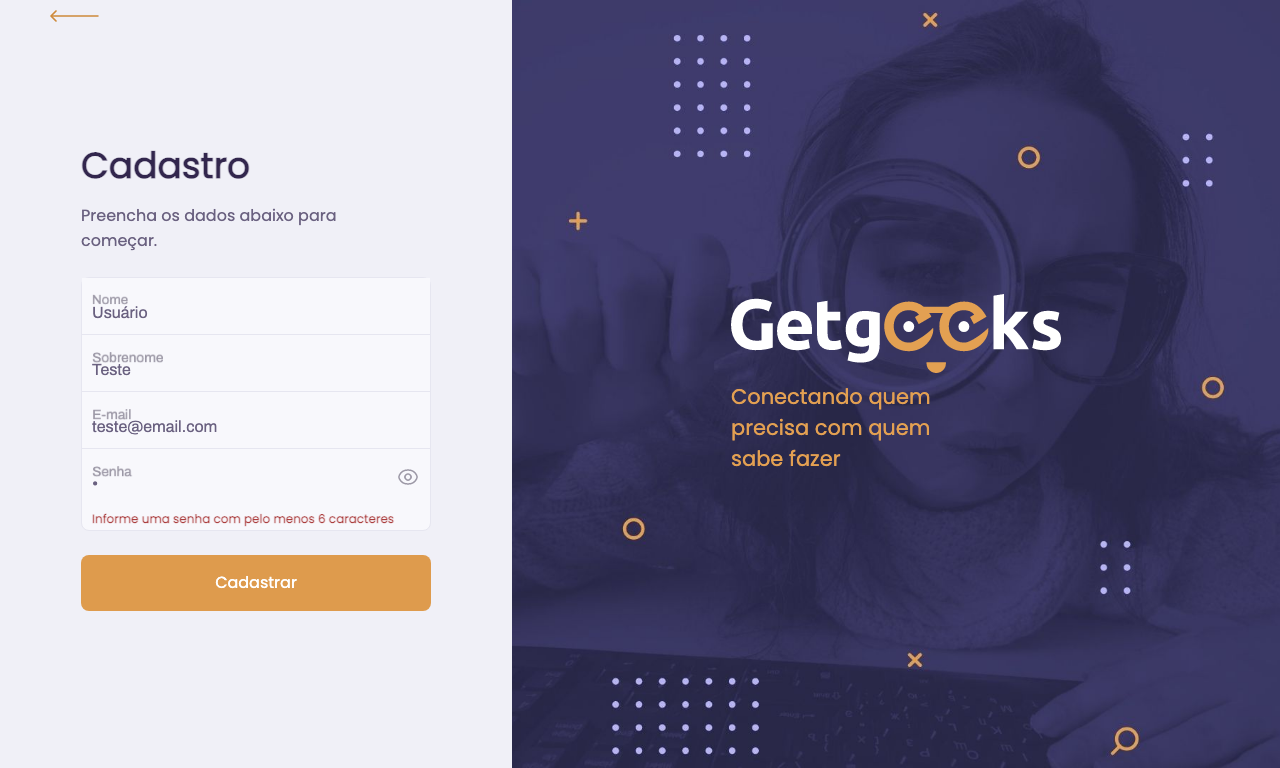 Cadastro
Preencha os dados abaixo para
começar.
Nome
Usuário
Sobrenome
Teste
E-mail
teste@email.com
Senha
•
Informe uma senha com pelo menos 6 caracteres
Cadastrar
Getgeeks
Conectando quem
precisa com quem
sabe fazer